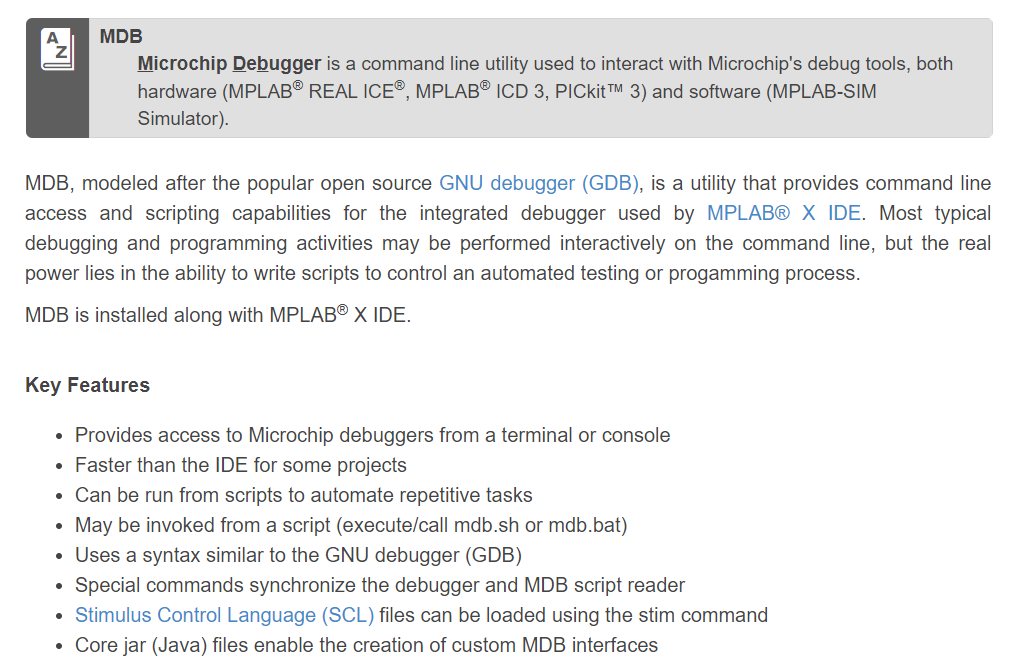 A
Z
MDB
Microchip Debugger is a command line utility used to interact with Microchip's debug tools, both
hardware (MPLAB® REAL ICE®, MPLAB® ICD 3, PICkit™ 3) and software (MPLAB-SIM
Simulator).
MDB, modeled after the popular open source GNU debugger (GDB), is a utility that provides command line
access and scripting capabilities for the integrated debugger used by MPLAB® X IDE. Most typical
debugging and programming activities may be performed interactively on the command line, but the real
power lies in the ability to write scripts to control an automated testing or progamming process.
MDB is installed along with MPLAB® X IDE.
Key Features
• Provides access to Microchip debuggers from a terminal or console
• Faster than the IDE for some projects
• Can be run from scripts to automate repetitive tasks
• May be invoked from a script (execute/call mdb.sh or mdb.bat)
• Uses a syntax similar to the GNU debugger (GDB)
• Special commands synchronize the debugger and MDB script reader
• Stimulus Control Language (SCL) files can be loaded using the stim command
• Core jar (Java) files enable the creation of custom MDB interfaces